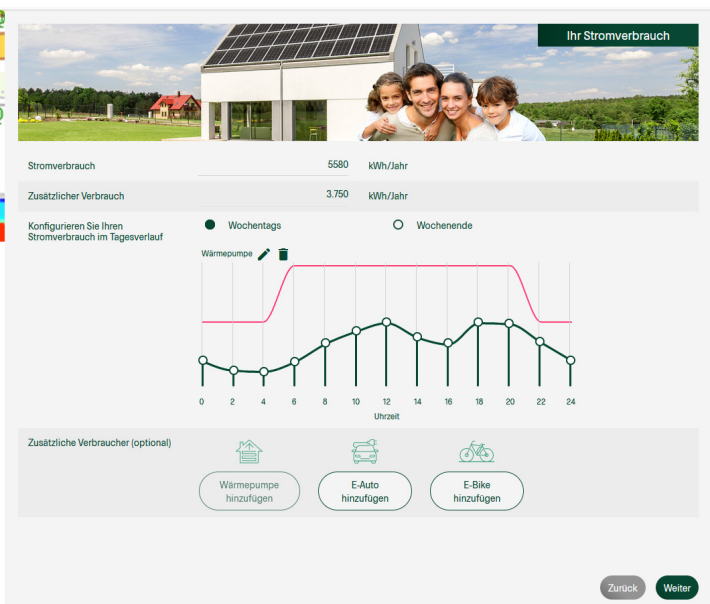 Ihr Stromverbrauch
Stromverbrauch 5580 kWh/Jahr
Zusätzlicher Verbrauch 3.750 kWh/Jahr
Konfigurieren Sie Ihren
Stromverbrauch im Tagesverlauf
Wochentags Wochenende
Wärmepumpe
0 2 4 6 8 10 12 14 16 18 20 22 24
Uhrzeit
Zusätzliche Verbraucher (optional)
Wärmepumpe
hinzufügen
E-Auto
hinzufügen
E-Bike
hinzufügen
Zurück Weiter